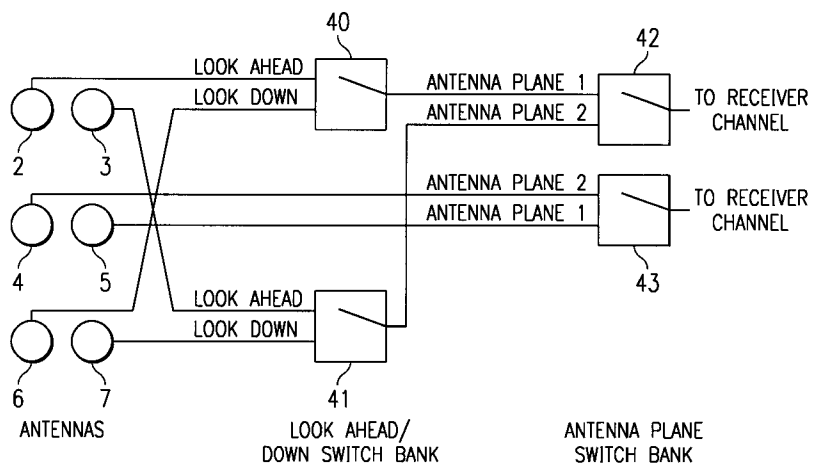 40
42
LOOK AHEAD
LOOK DOWN
ANTENNA PLANE 1
ANTENNA PLANE 2
TO RECEIVER
CHANNEL
2
3
ANTENNA PLANE 2
ANTENNA PLANE 1
TO RECEIVER
CHANNEL
4
5
43
LOOK AHEAD
LOOK DOWN
6
7
41
ANTENNAS
LOOK AHEAD/
DOWN SWITCH BANK
ANTENNA PLANE
SWITCH BANK